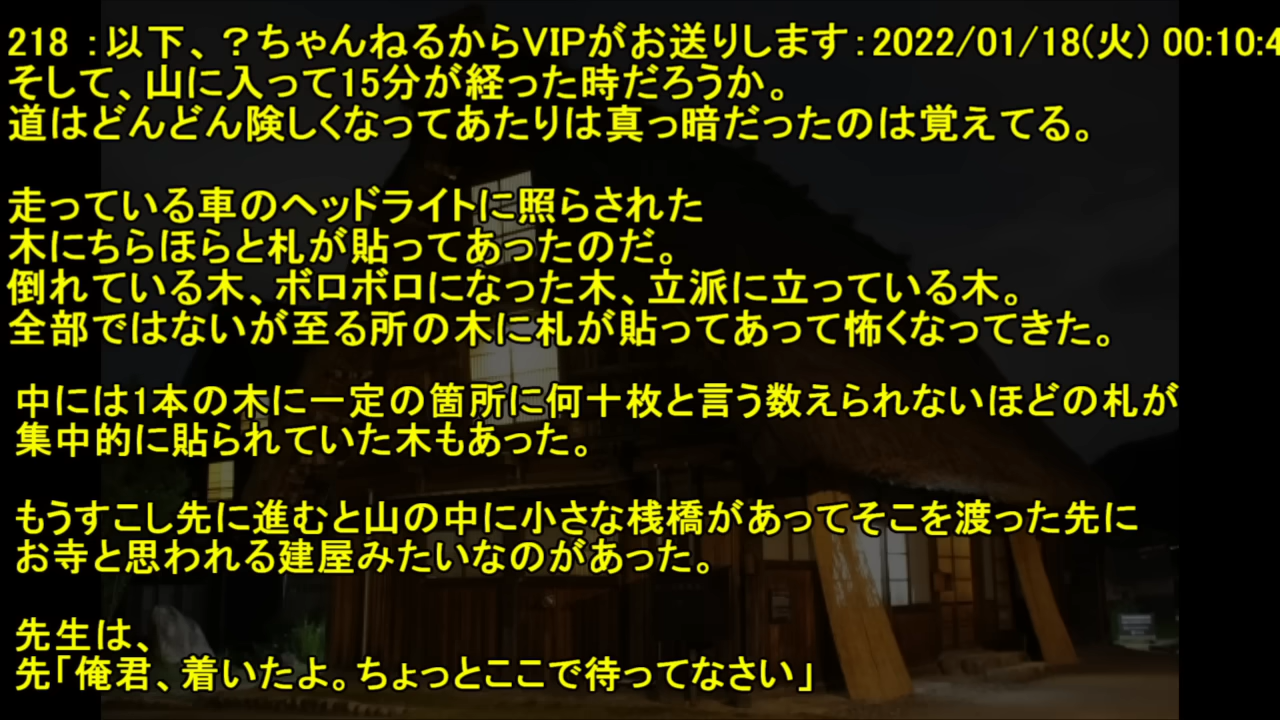 218 ：以下、？ちゃんねるからVIPがお送りします：2022/01/18(火) 00:10:4
そして、山に入って15分が経った時だろうか。
道はどんどん険しくなってあたりは真っ暗だったのは覚えてる。
走っている車のヘッドライトに照らされた
木にちらほらと札が貼ってあったのだ。
倒れている木、ボロボロになった木、立派に立っている木。
全部ではないが至る所の木に札が貼ってあって怖くなってきた。
中には1本の木に一定の箇所に何十枚と言う数えられないほどの札が
集中的に貼られていた木もあった。
もうすこし先に進むと山の中に小さな桟橋があってそこを渡った先に
お寺と思われる建屋みたいなのがあった。
先生は、
先「俺君、着いたよ。ちょっとここで待ってなさい」